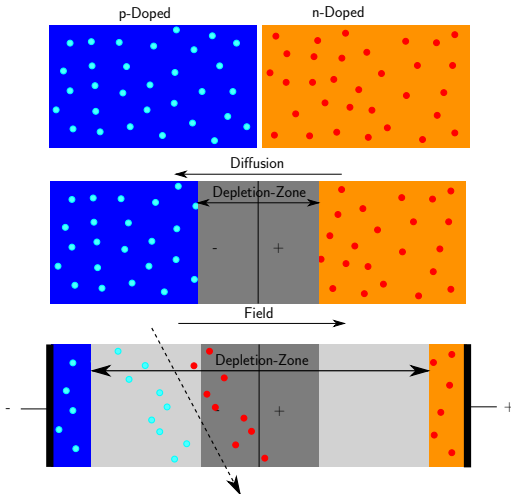 p-Doped n-Doped
Diffusion
Depletion-Zone
- +
Field
Depletion-Zone
- - + +